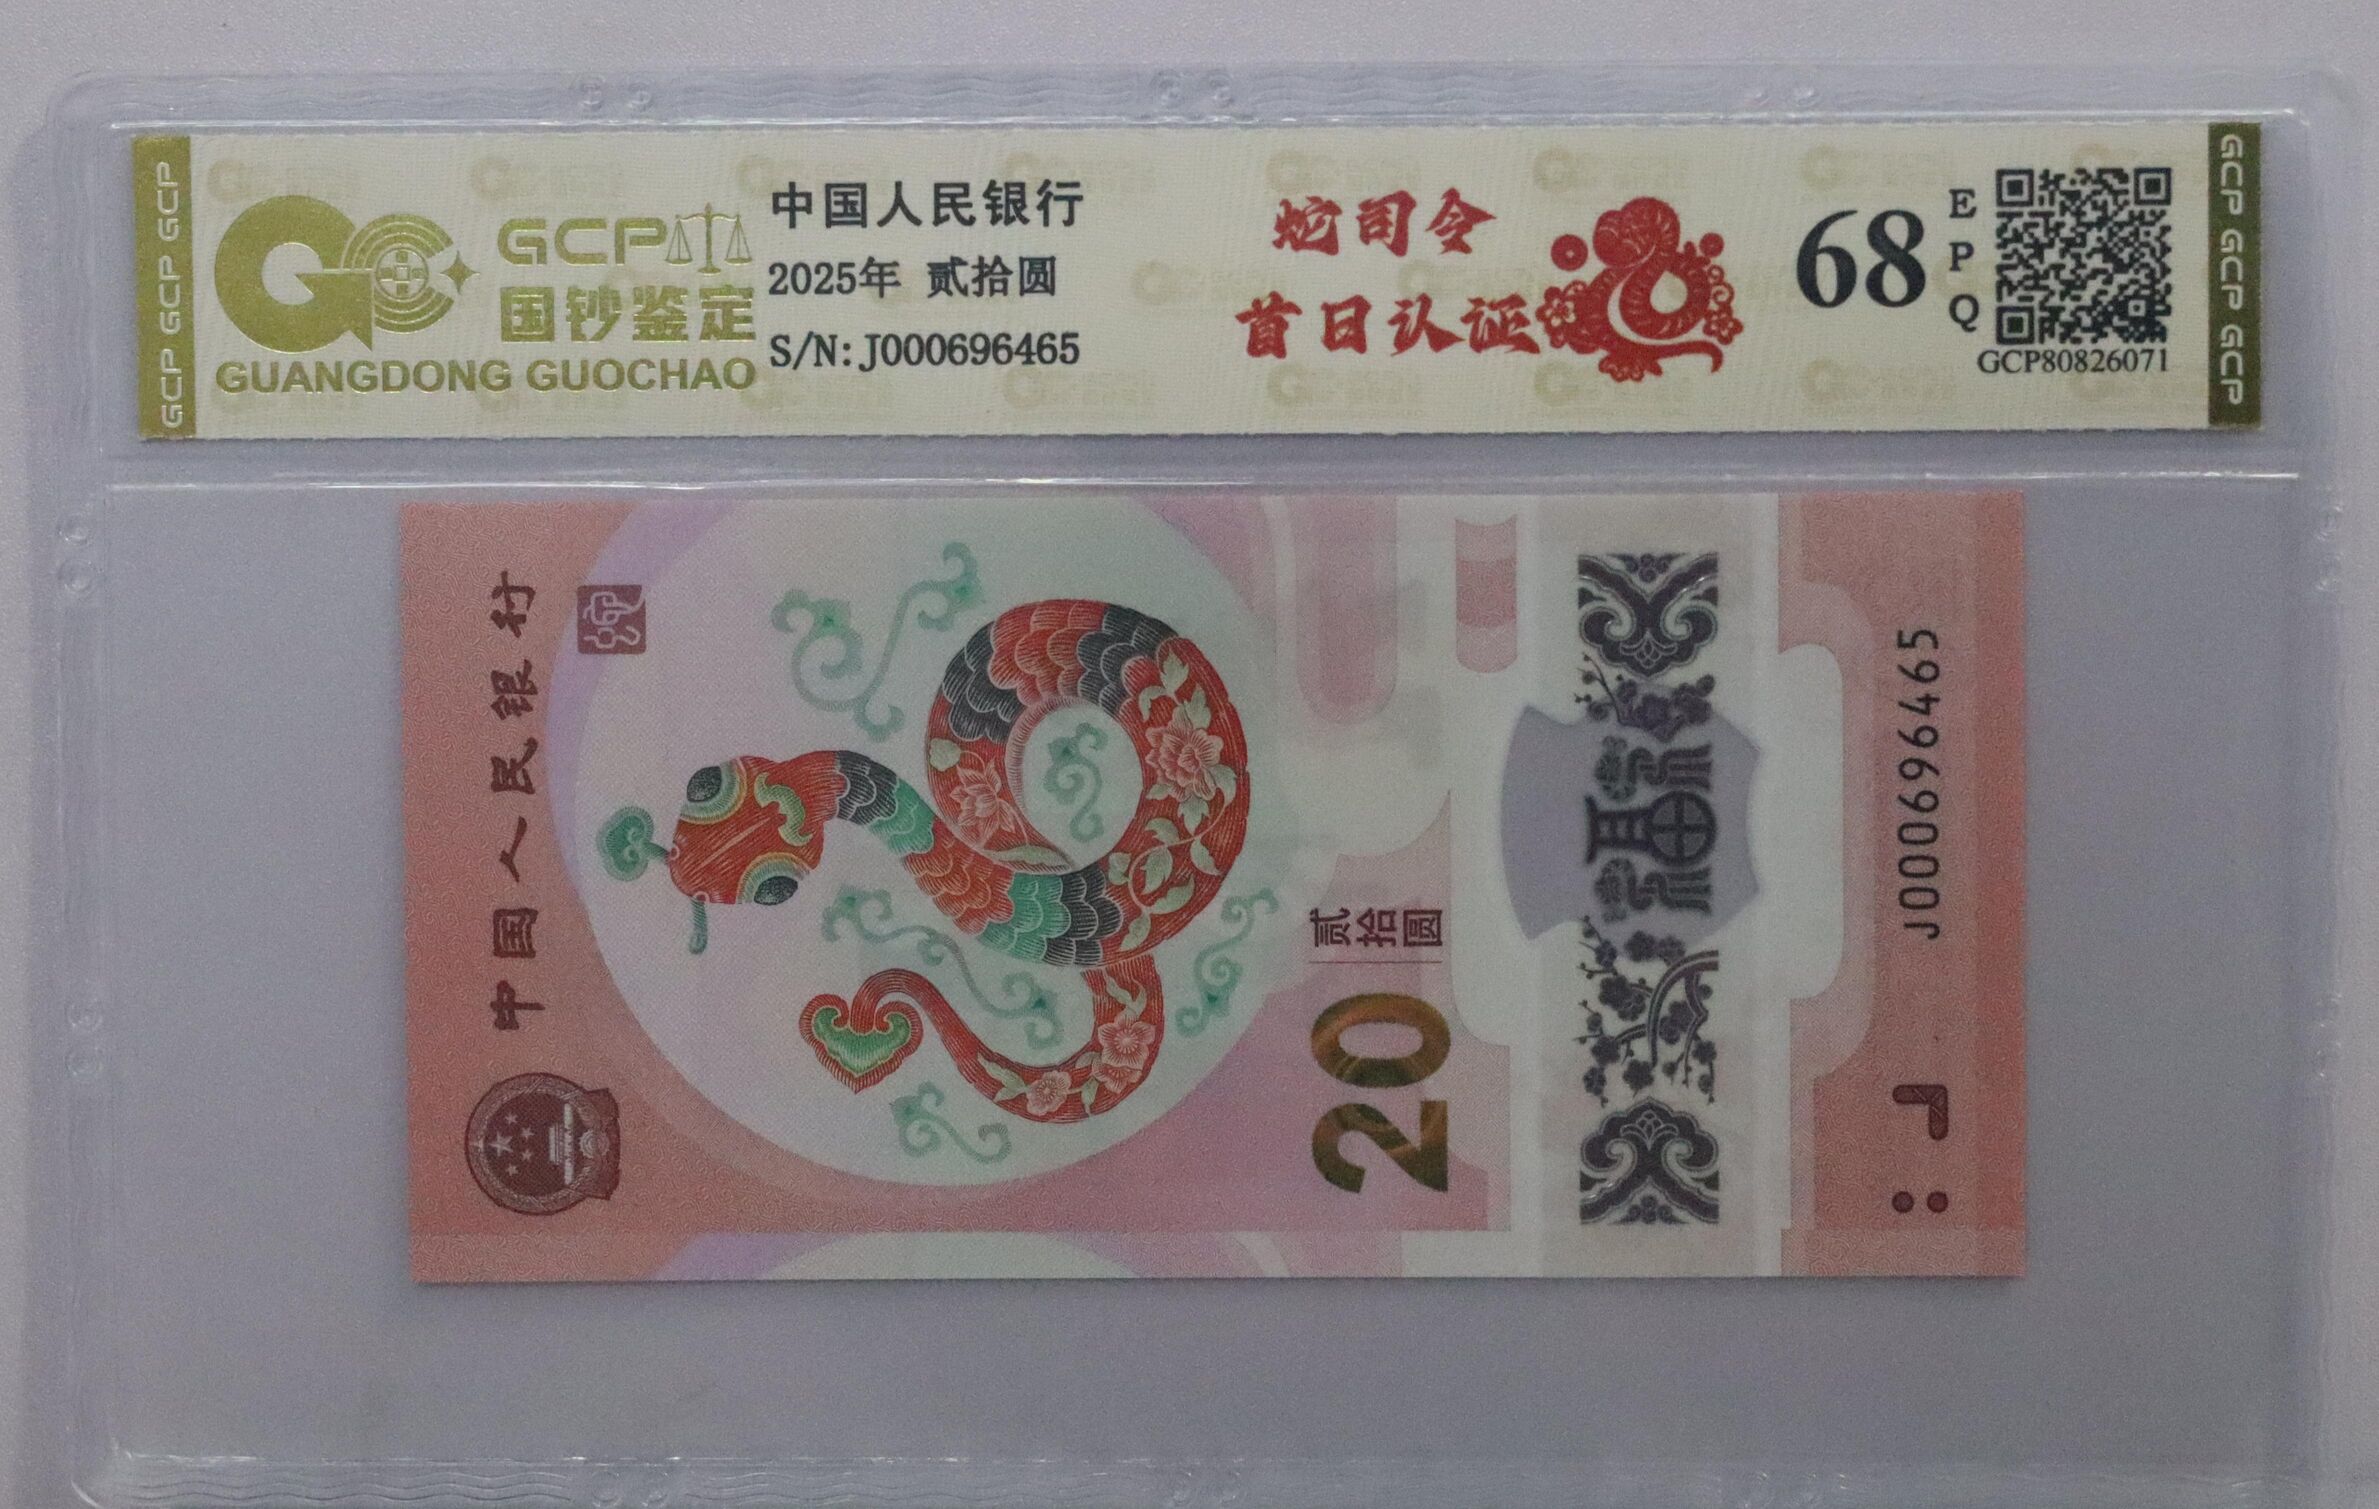 GCP GCP GCP
GCP
国钞鉴定
GUANGDONG GUOCHAO
中国人民银行
2025年 贰拾圆
S/N: J000696465
蛇司令
首日认证
68
EPQ
GCP80826071
GCP GCP GCP
中国人民银行
20
贰拾圆
J000696465